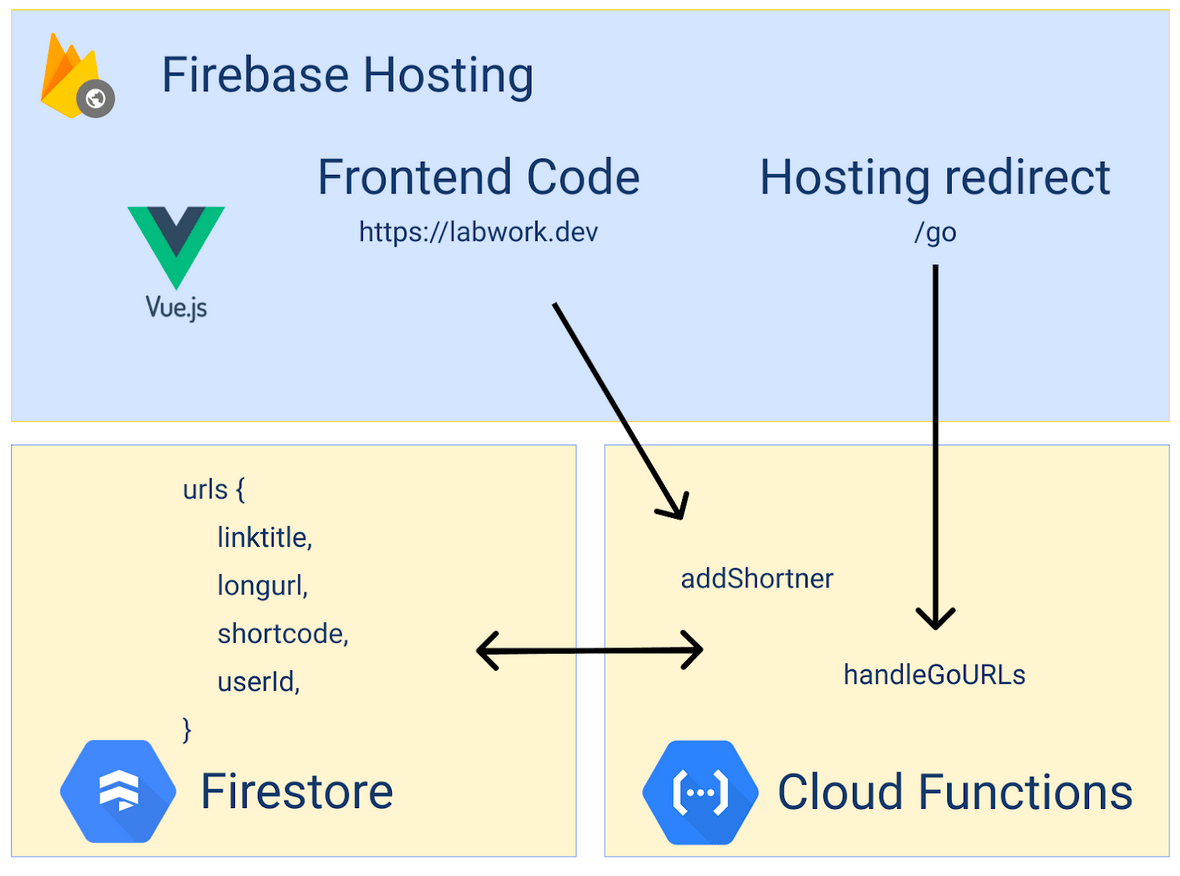 Firebase Hosting
Frontend Code
https://labwork.dev
Hosting redirect
/go
Vue.js
urls {
linktitle,
longurl,
shortcode,
userId,
}
Firestore
addShortner
handleGoURLs
Cloud Functions